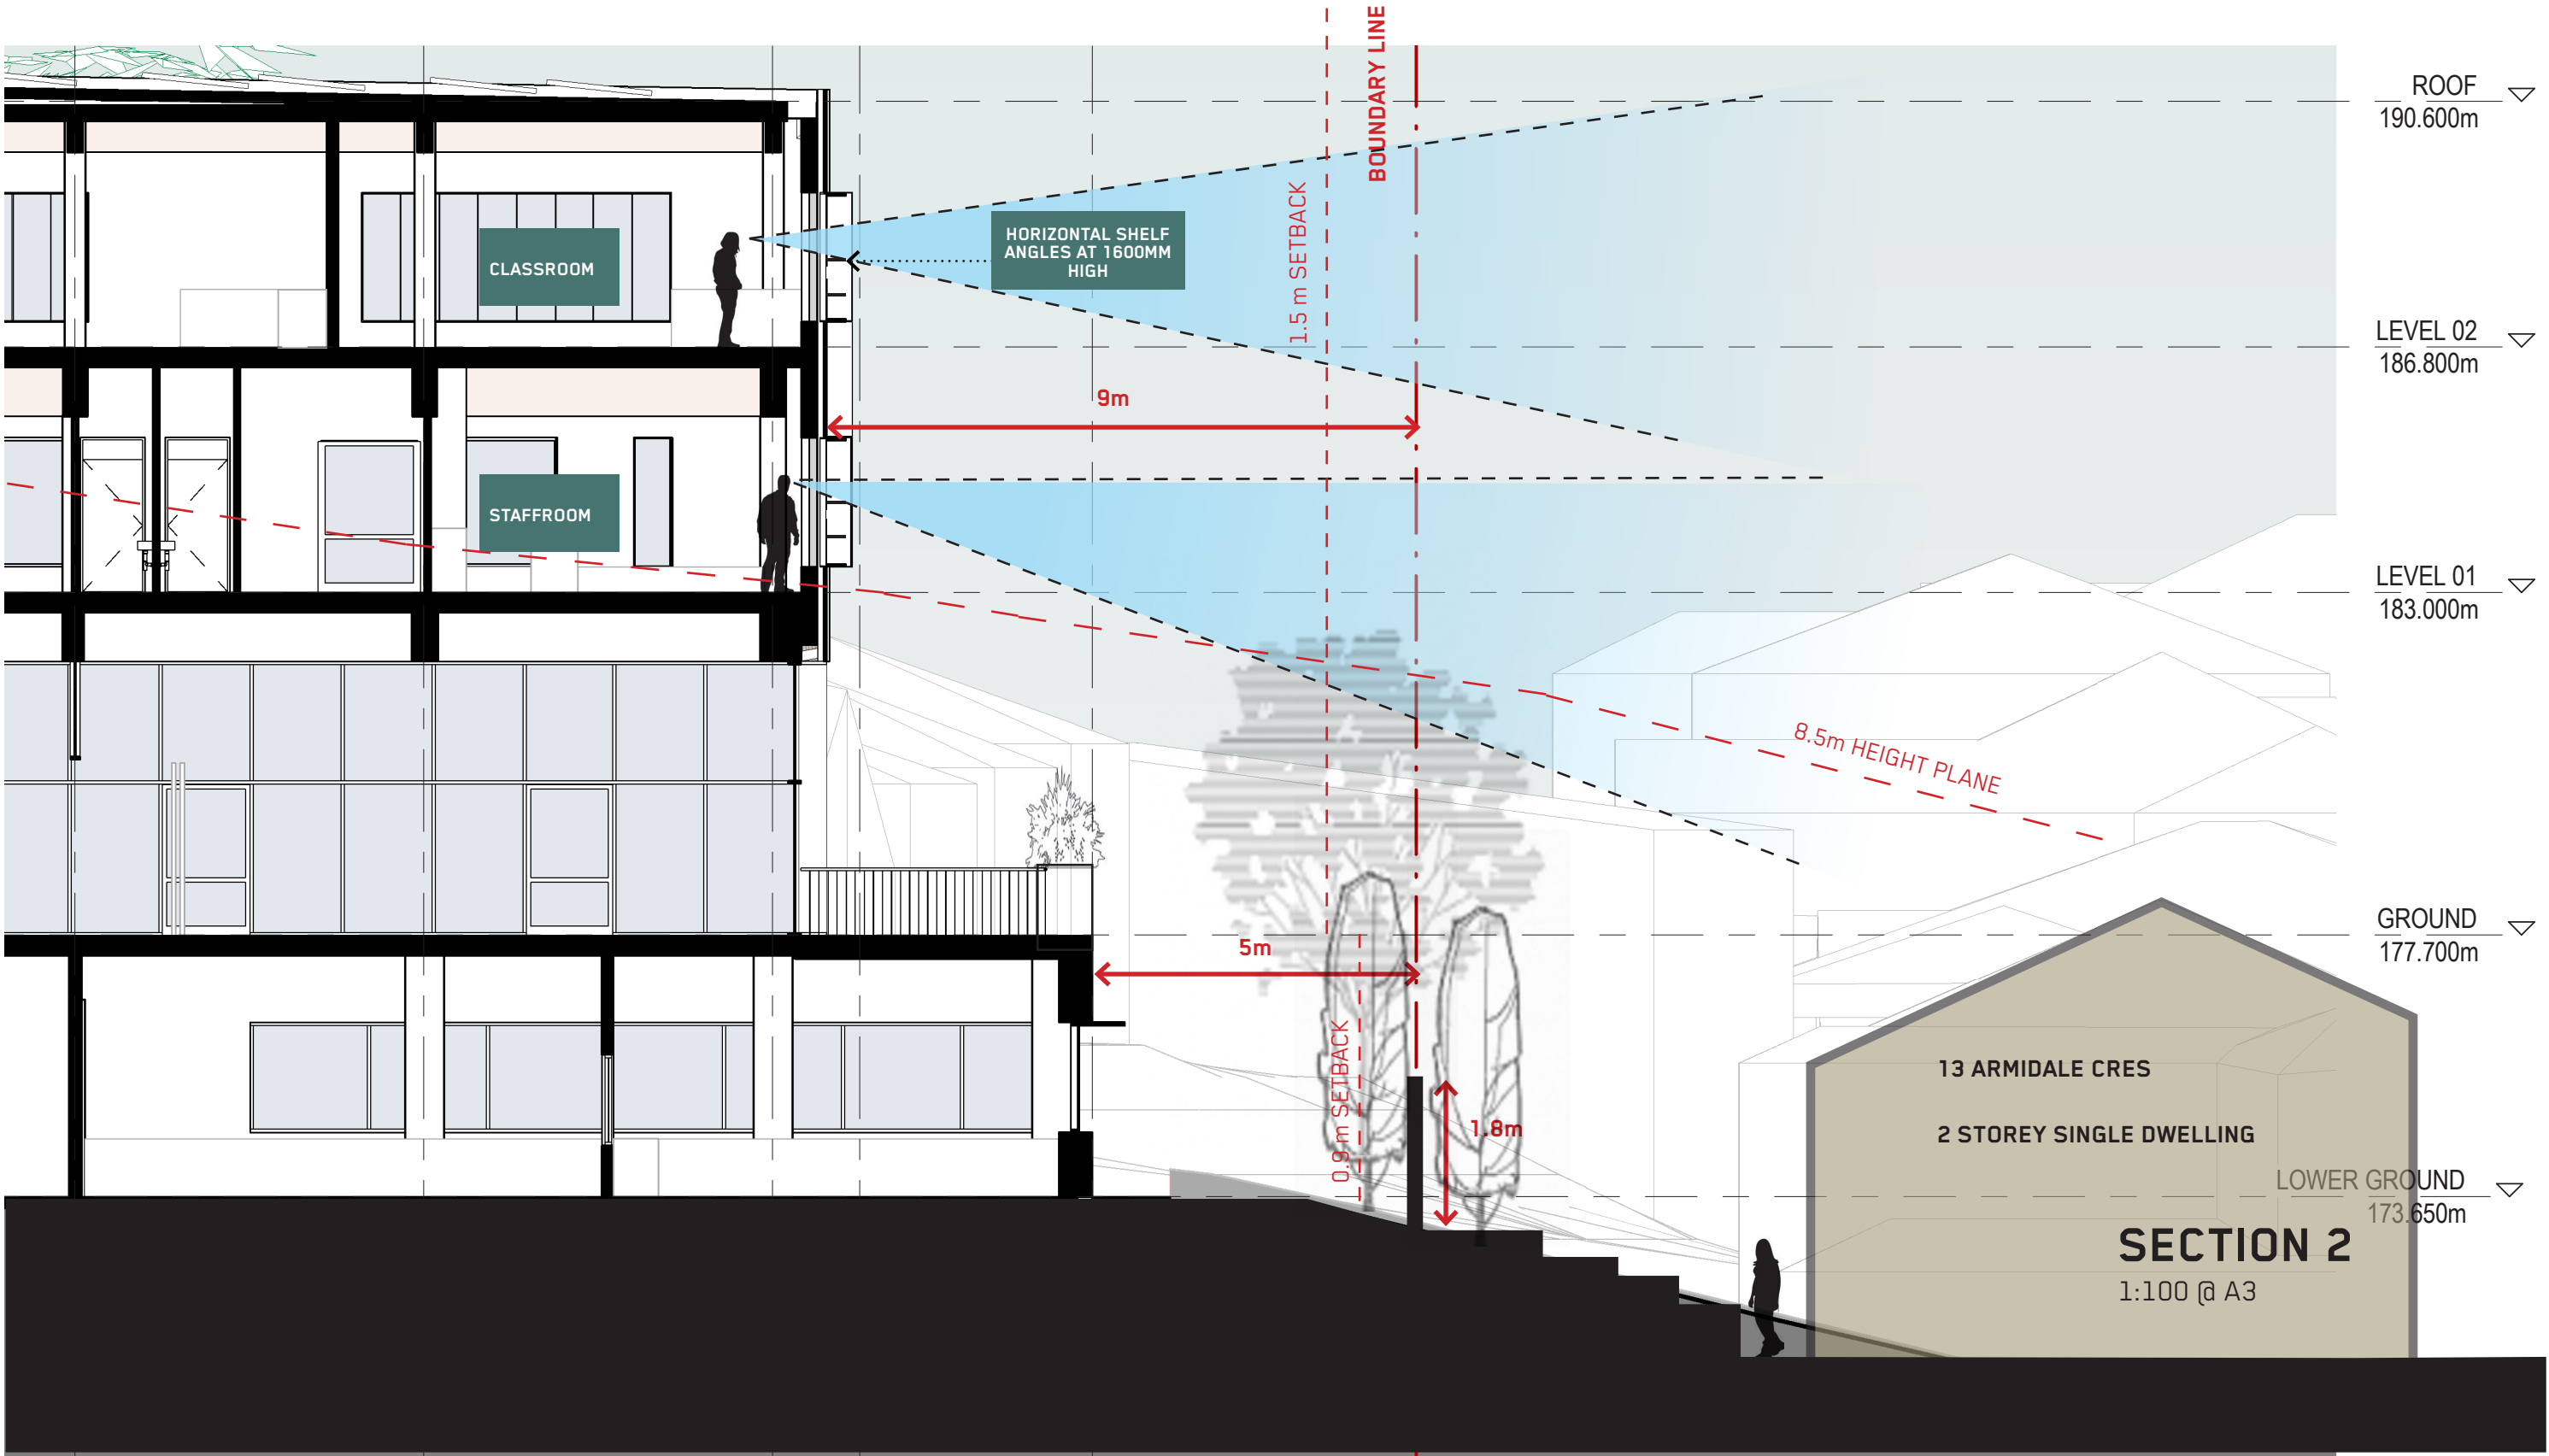 BOUNDARY LINE
ROOF
190.600m
1.5 m SETBACK
HORIZONTAL SHELF
ANGLES AT 1600MM
HIGH
CLASSROOM
LEVEL 02
186.800m
9m
STAFFROOM
LEVEL 01
183.000m
8.5m HEIGHT PLANE
GROUND
177.700m
5m
0.9 m SETBACK
1.8m
13 ARMIDALE CRES
2 STOREY SINGLE DWELLING
LOWER GROUND
173.650m
SECTION 2
1:100 @ A3